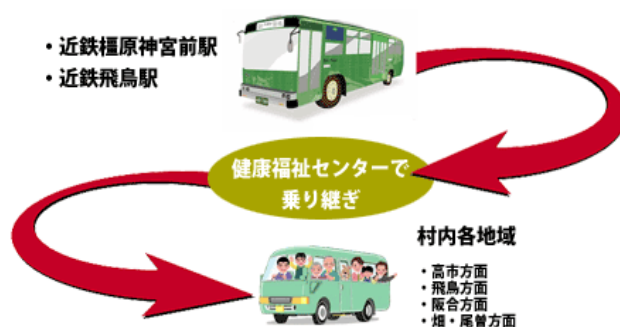 ・近鉄橿原神宮前駅
・近鉄飛鳥駅
健康福祉センターで
乗り継ぎ
村内各地域
・高市方面
・飛鳥方面
・阪合方面
・畑・尾曽方面